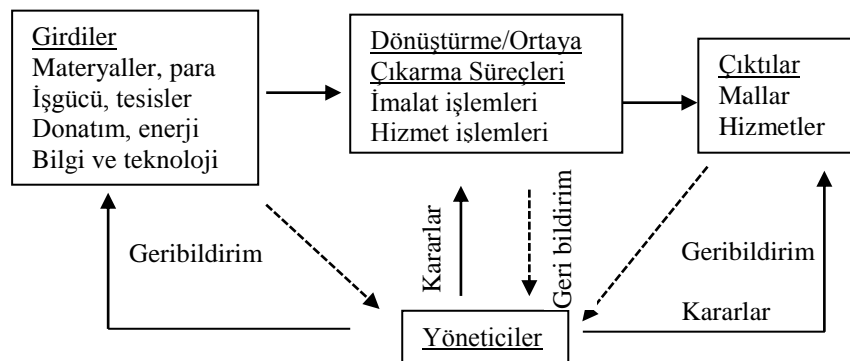 Girdiler
Materyaller, para
İşgücü, tesisler
Donatım, enerji
Bilgi ve teknoloji
Dönüştürme/Ortaya
Çıkarma Süreçleri
İmalat işlemleri
Hizmet işlemleri
Çıktılar
Mallar
Hizmetler
Geribildirim
Kararlar
Geri bildirim
Geribildirim
Kararlar
Yöneticiler